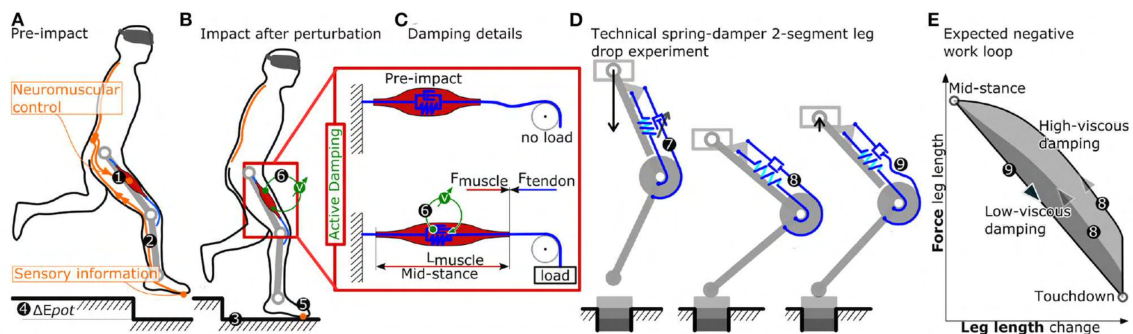 A
Pre-impact
Neuromuscular
control
1
2
Sensory information
4 ΔEpot
B
Impact after perturbation
6
v
3
5
C
Damping details
Active Damping
Pre-impact
no load
Fmuscle
Ftendon
6
v
Lmuscle
Mid-stance
load
D
Technical spring-damper 2-segment leg
drop experiment
7
8
9
E
Expected negative
work loop
Mid-stance
High-viscous
damping
9
8
Low-viscous
damping
8
Touchdown
Force leg length
Leg length change